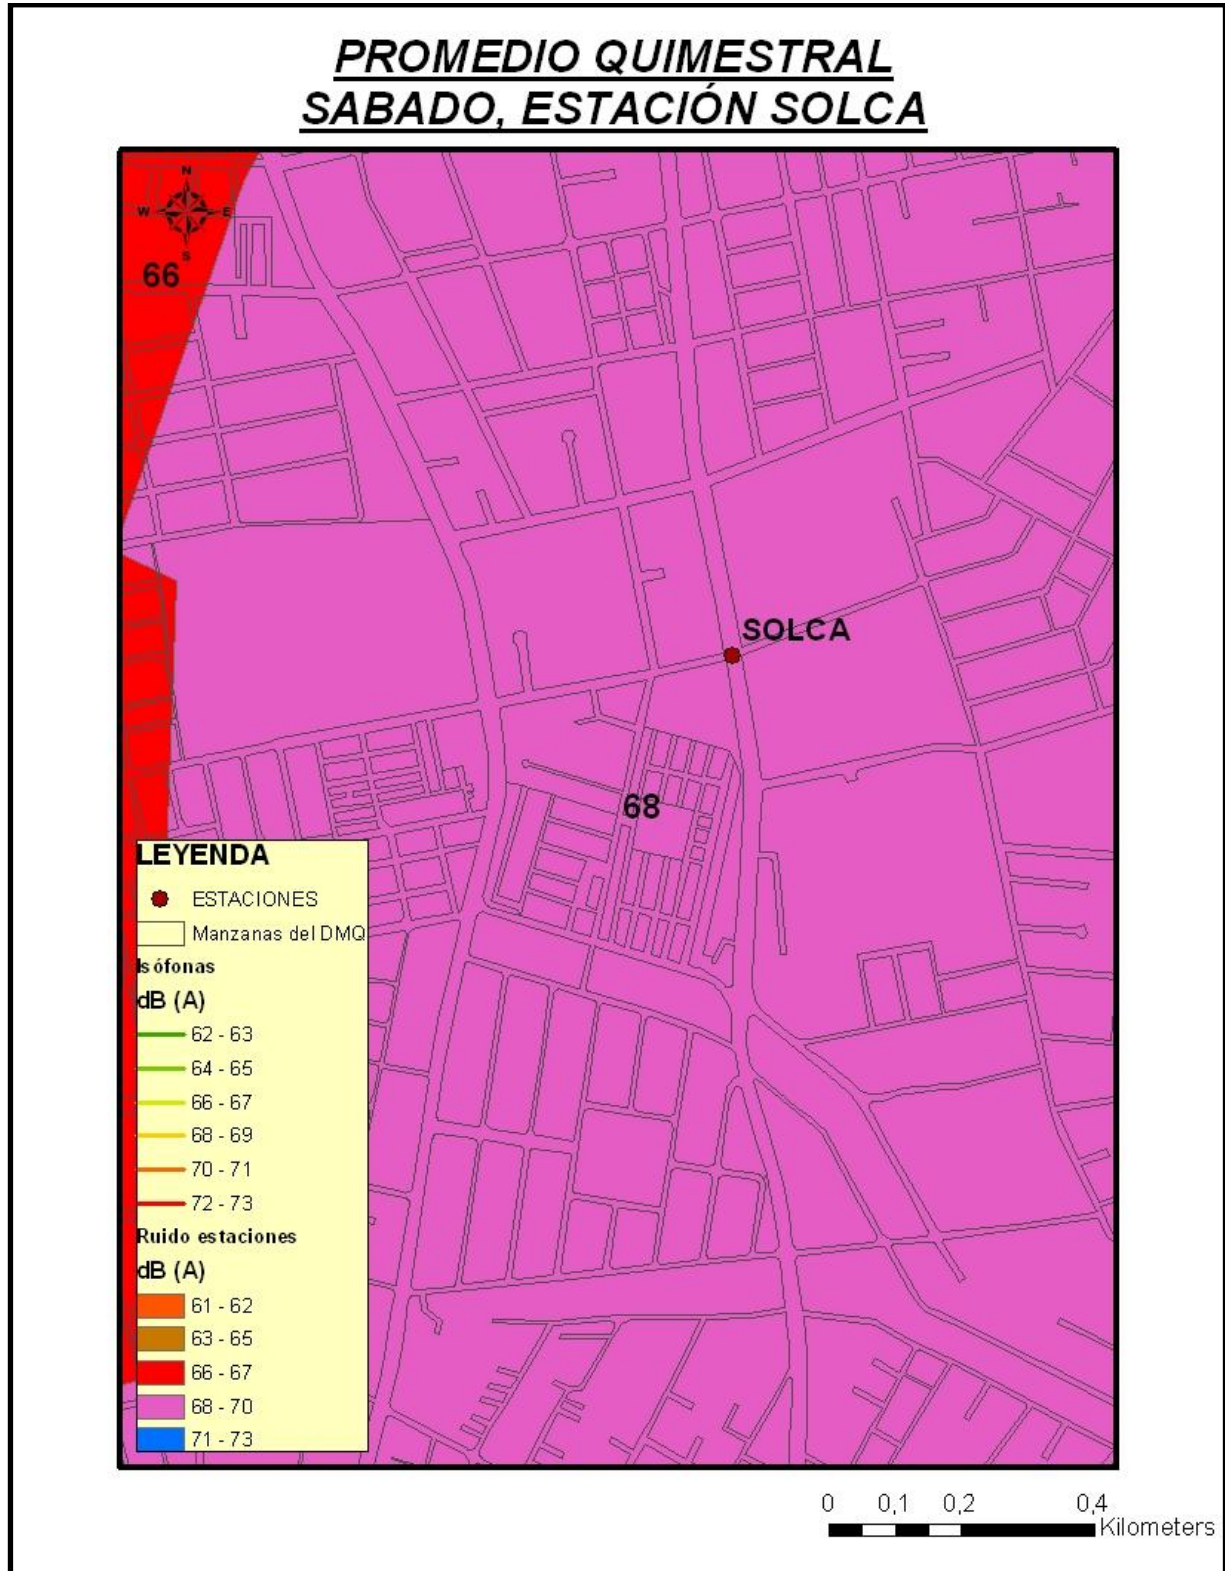 PROMEDIO QUIMESTRAL
SABADO, ESTACIÓN SOLCA
N
W E
S
66
SOLCA
68
LEYENDA
ESTACIONES
Manzanas del DMQ
Isófonas
dB (A)
62 - 63
64 - 65
66 - 67
68 - 69
70 - 71
72 - 73
Ruido estaciones
dB (A)
61 - 62
63 - 65
66 - 67
68 - 70
71 - 73
0 0,1 0,2 0,4
Kilometers